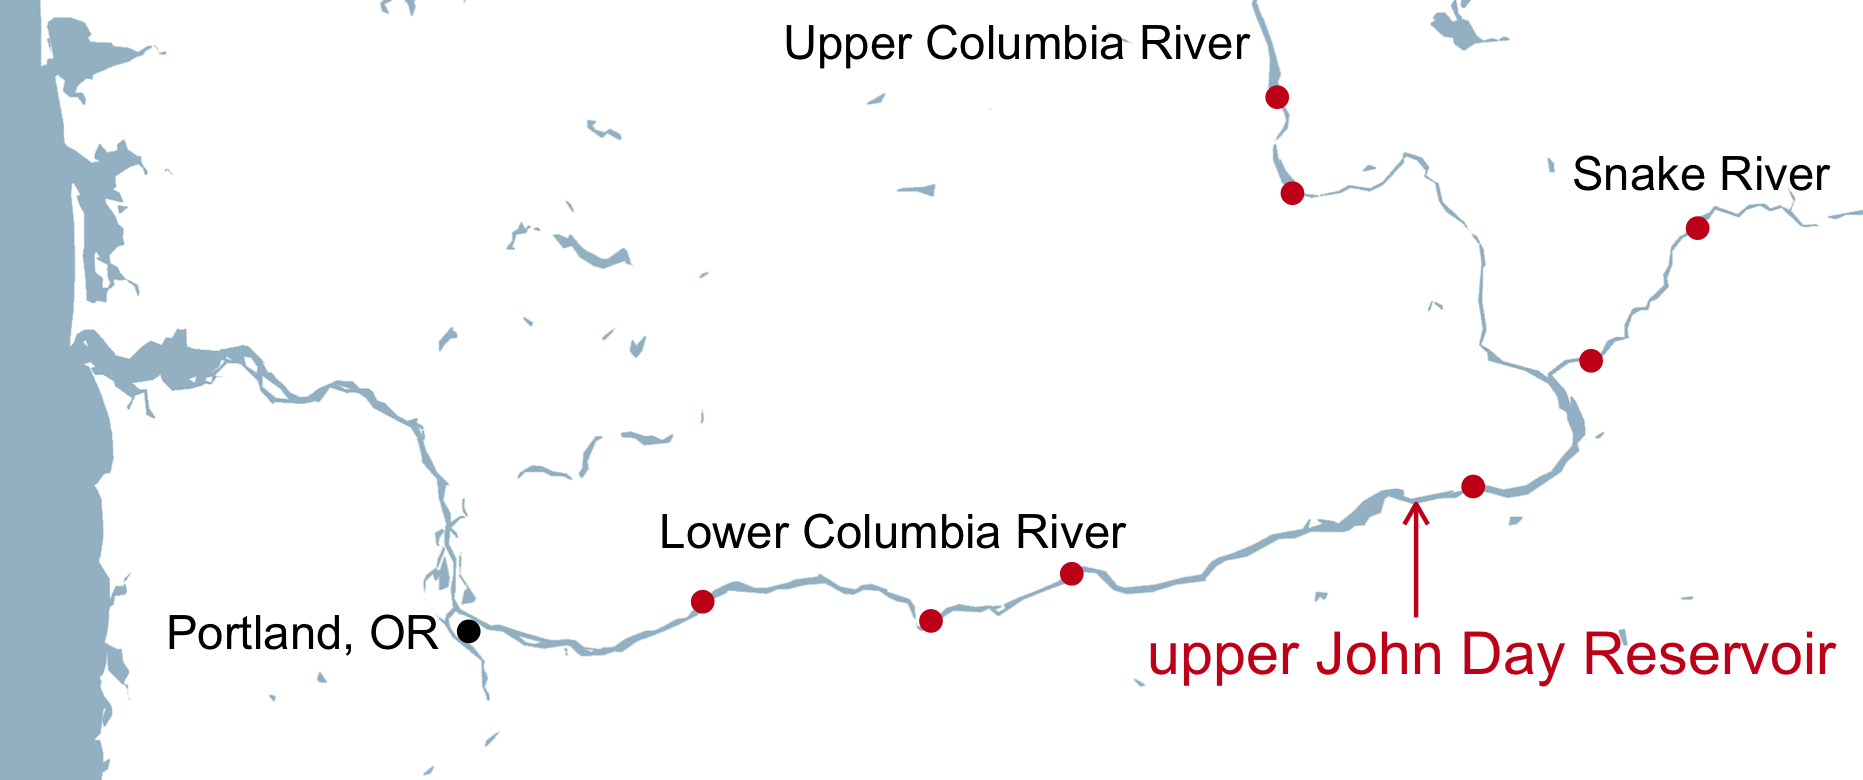 Upper Columbia River
Snake River
Lower Columbia River
Portland, OR
upper John Day Reservoir